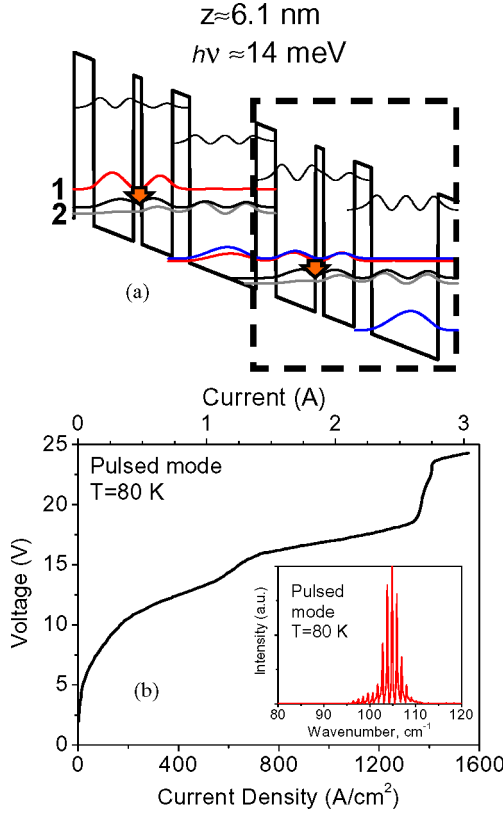 z≈6.1 nm
hν ≈14 meV
1
2
(a)
Current (A)
0 1 2 3
25
20
15
10
5
0
Voltage (V)
Pulsed mode
T=80 K
(b)
Intensity (a.u.)
Pulsed
mode
T=80 K
80 90 100 110 120
Wavenumber, cm⁻¹
0 400 800 1200 1600
Current Density (A/cm²)